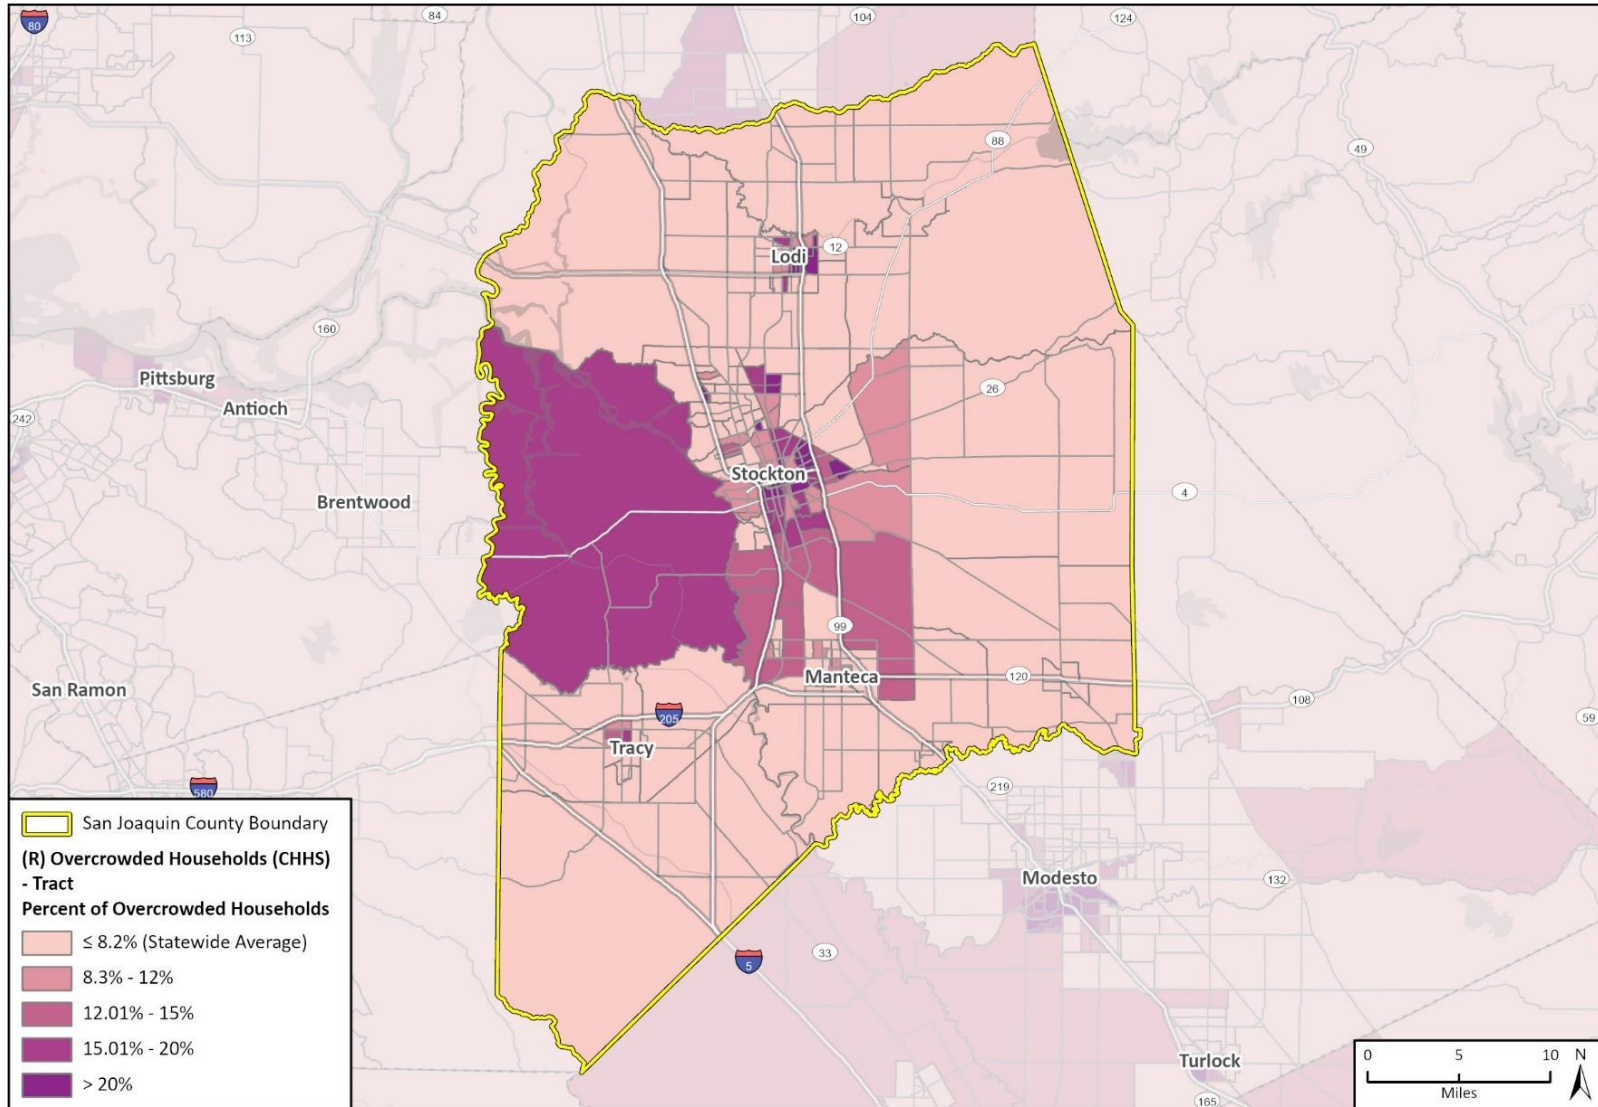 80
84
104
124
113
88
49
Lodi
12
160
Pittsburg
Antioch
242
26
Stockton
Brentwood
4
99
San Ramon
Manteca
120
108
205
59
Tracy
580
219
San Joaquin County Boundary
(R) Overcrowded Households (CHHS)
- Tract
Percent of Overcrowded Households
≤ 8.2% (Statewide Average)
8.3% - 12%
12.01% - 15%
15.01% - 20%
> 20%
Modesto
132
33
5
Turlock
165
0 5 10 N
Miles